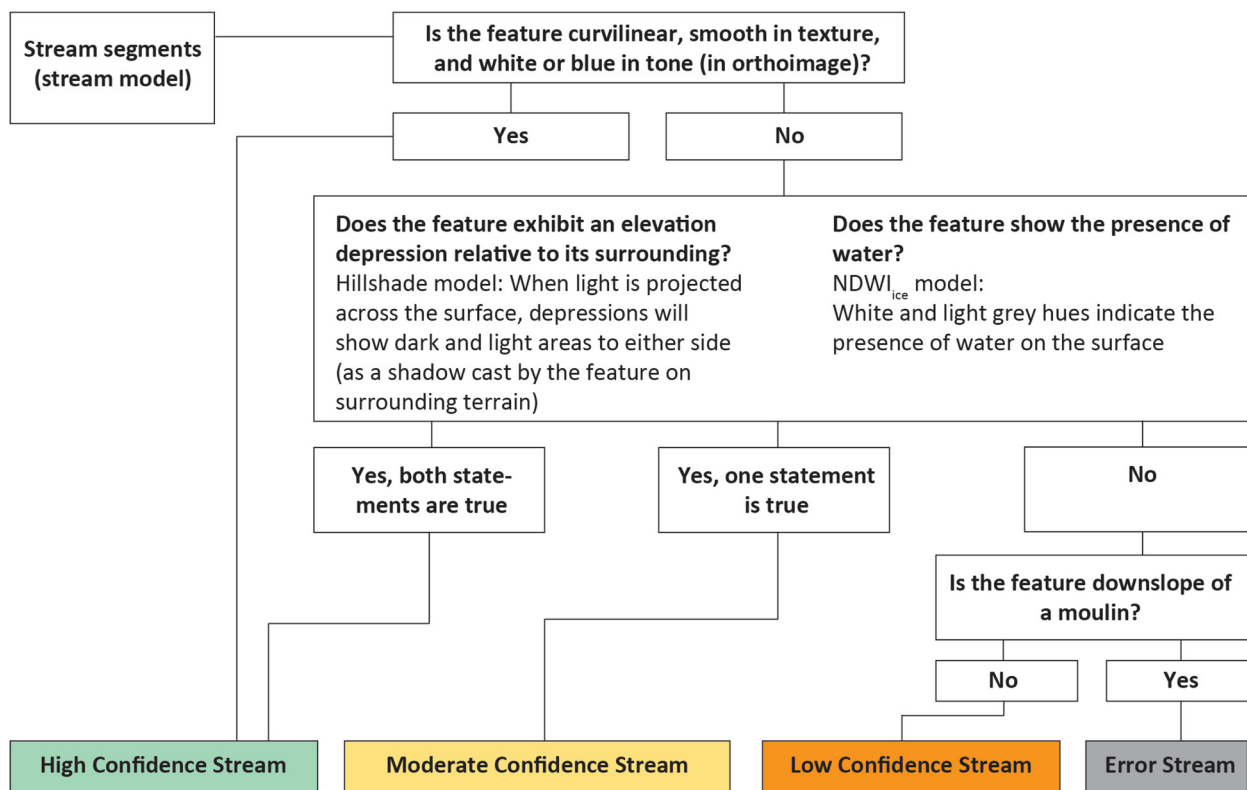 Stream segments
(stream model)
Is the feature curvilinear, smooth in texture,
and white or blue in tone (in orthoimage)?
Yes
No
Does the feature exhibit an elevation
depression relative to its surrounding?
Hillshade model: When light is projected
across the surface, depressions will
show dark and light areas to either side
(as a shadow cast by the feature on
surrounding terrain)
Does the feature show the presence of
water?
NDWIice model:
White and light grey hues indicate the
presence of water on the surface
Yes, both state-
ments are true
Yes, one statement
is true
No
Is the feature downslope of
a moulin?
No
Yes
High Confidence Stream
Moderate Confidence Stream
Low Confidence Stream
Error Stream